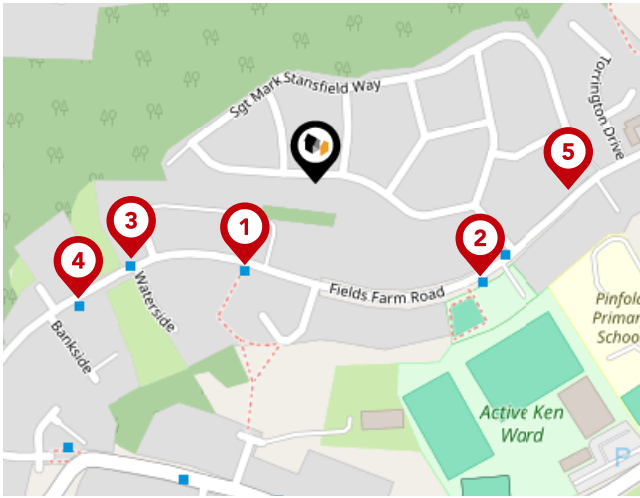 Sgt Mark Stansfield Way
Torrington Drive
5
3
1
2
4
Waterside
Fields Farm Road
Bankside
Pinfold
Primar
Schoo
Active Ken
Ward
P